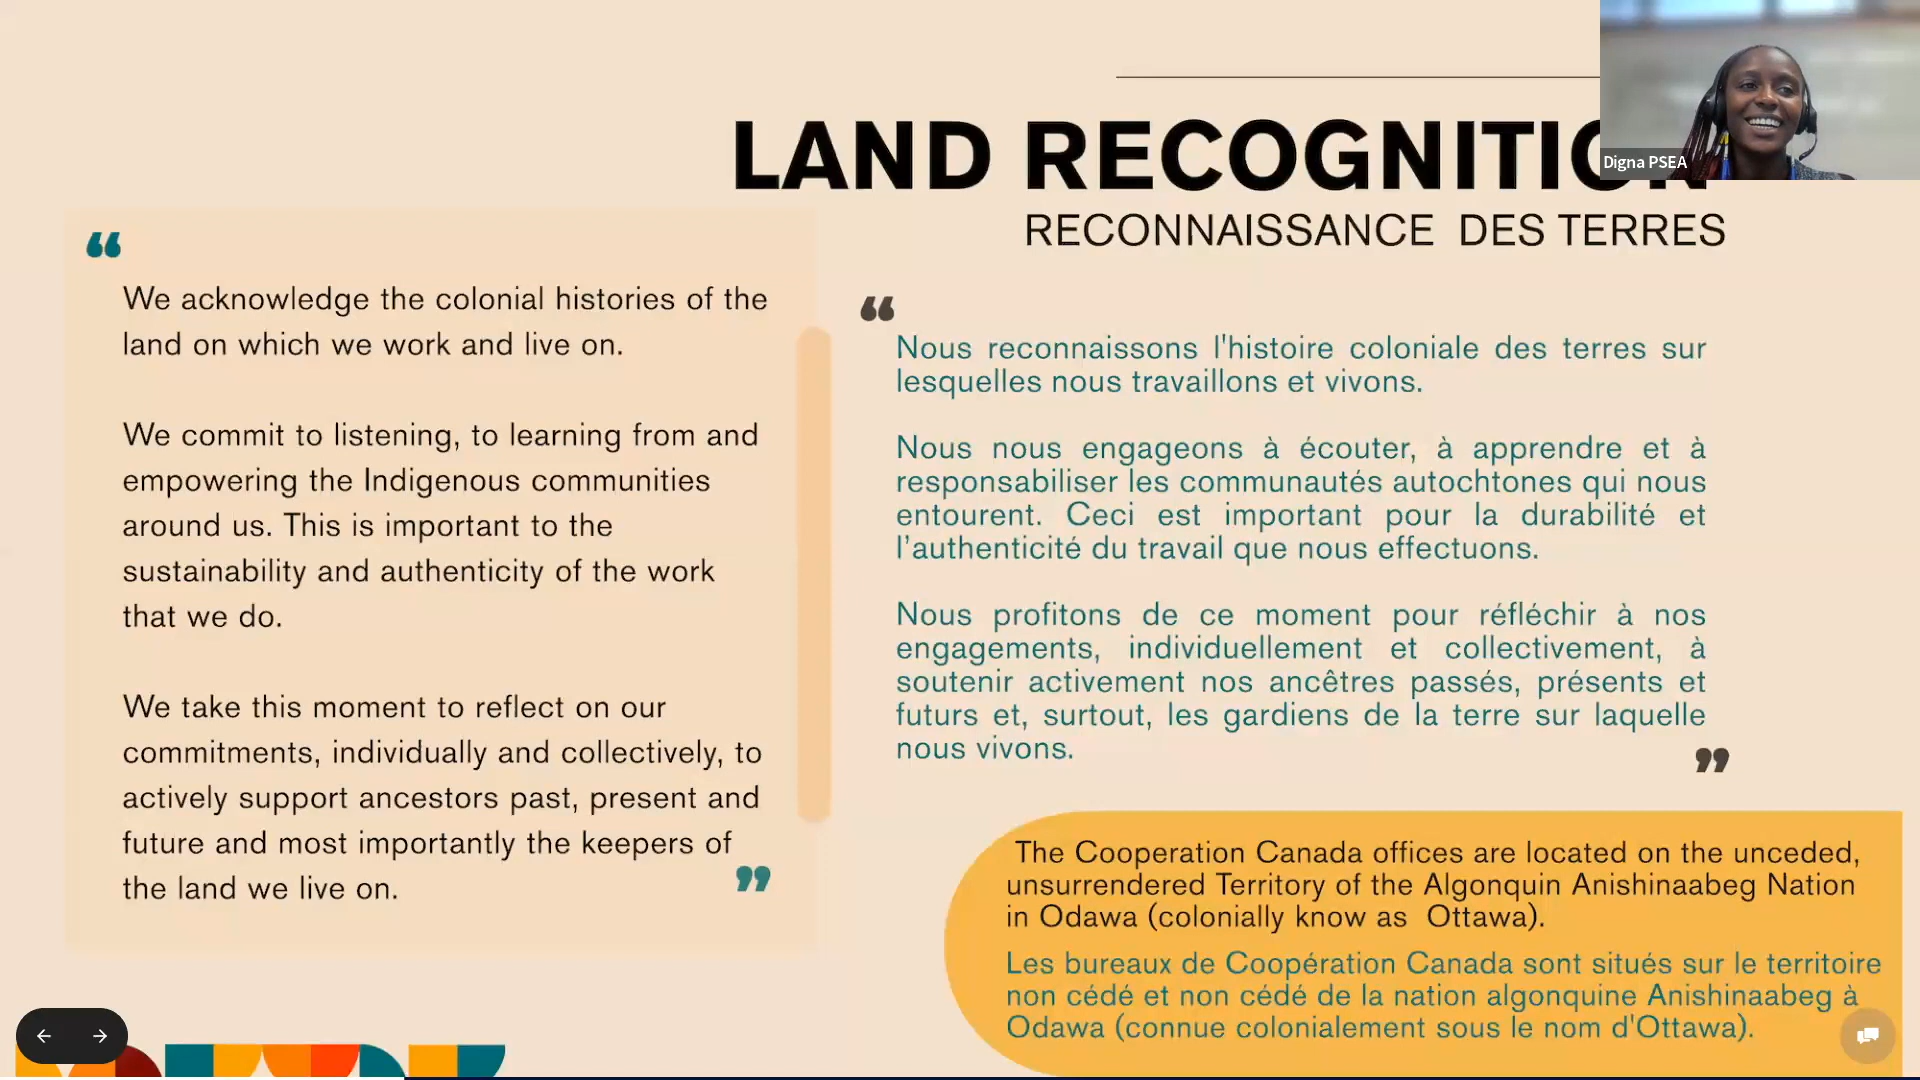 LAND RECOGNITION
RECONNAISSANCE DES TERRES
Digna PSEA
“
We acknowledge the colonial histories of the
land on which we work and live on.
We commit to listening, to learning from and
empowering the Indigenous communities
around us. This is important to the
sustainability and authenticity of the work
that we do.
We take this moment to reflect on our
commitments, individually and collectively, to
actively support ancestors past, present and
future and most importantly the keepers of
the land we live on.
”
“
Nous reconnaissons l'histoire coloniale des terres sur
lesquelles nous travaillons et vivons.
Nous nous engageons à écouter, à apprendre et à
responsabiliser les communautés autochtones qui nous
entourent. Ceci est important pour la durabilité et
l’authenticité du travail que nous effectuons.
Nous profitons de ce moment pour réfléchir à nos
engagements, individuellement et collectivement, à
soutenir activement nos ancêtres passés, présents et
futurs et, surtout, les gardiens de la terre sur laquelle
nous vivons.
”
The Cooperation Canada offices are located on the unceded,
unsurrendered Territory of the Algonquin Anishinaabeg Nation
in Odawa (colonially know as Ottawa).
Les bureaux de Coopération Canada sont situés sur le territoire
non cédé et non cédé de la nation algonquine Anishinaabeg à
Odawa (connue colonialement sous le nom d'Ottawa).